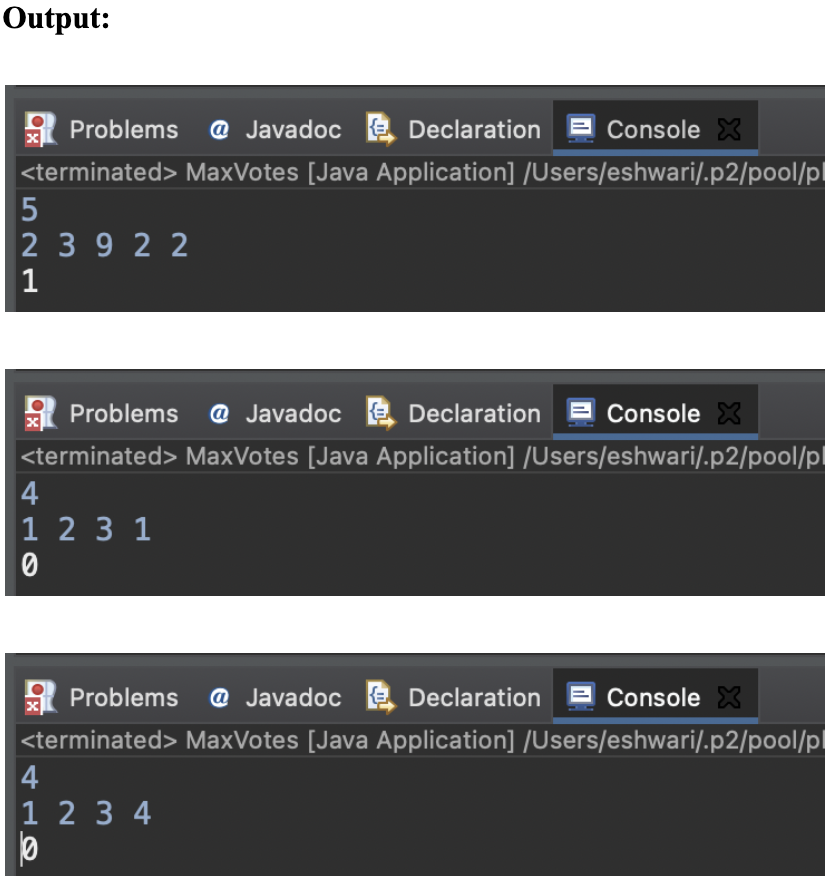 Output:
Problems @ Javadoc Declaration Console
<terminated> MaxVotes [Java Application] /Users/eshwari/.p2/pool/pl
5
2 3 9 2 2
1
Problems @ Javadoc Declaration Console
<terminated> MaxVotes [Java Application] /Users/eshwari/.p2/pool/pl
4
1 2 3 1
0
Problems @ Javadoc Declaration Console
<terminated> MaxVotes [Java Application] /Users/eshwari/.p2/pool/pl
4
1 2 3 4
0